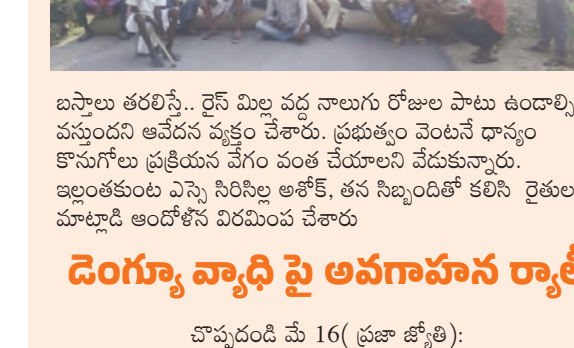 బస్తాలు తరలిస్తే.. రైస్ మిల్ల వద్ద నాలుగు రోజుల పాటు ఉండాల్సి
వస్తుందని ఆవేదన వ్యక్తం చేశారు. ప్రభుత్వం వెంటనే ధాన్యం
కొనుగోలు ప్రక్రియన వేగం వంత చేయాలని వేడుకున్నారు.
ఇల్లంతకుంట ఎస్సై సిరిసిల్ల అశోక్, తన సిబ్బందితో కలిసి రైతుల
మాట్లాడి ఆందోళన విరమింప చేశారు
డెంగ్యూ వ్యాధి పై అవగాహన ర్యాలీ
చొప్పదండి మే 16( ప్రజా జ్యోతి):